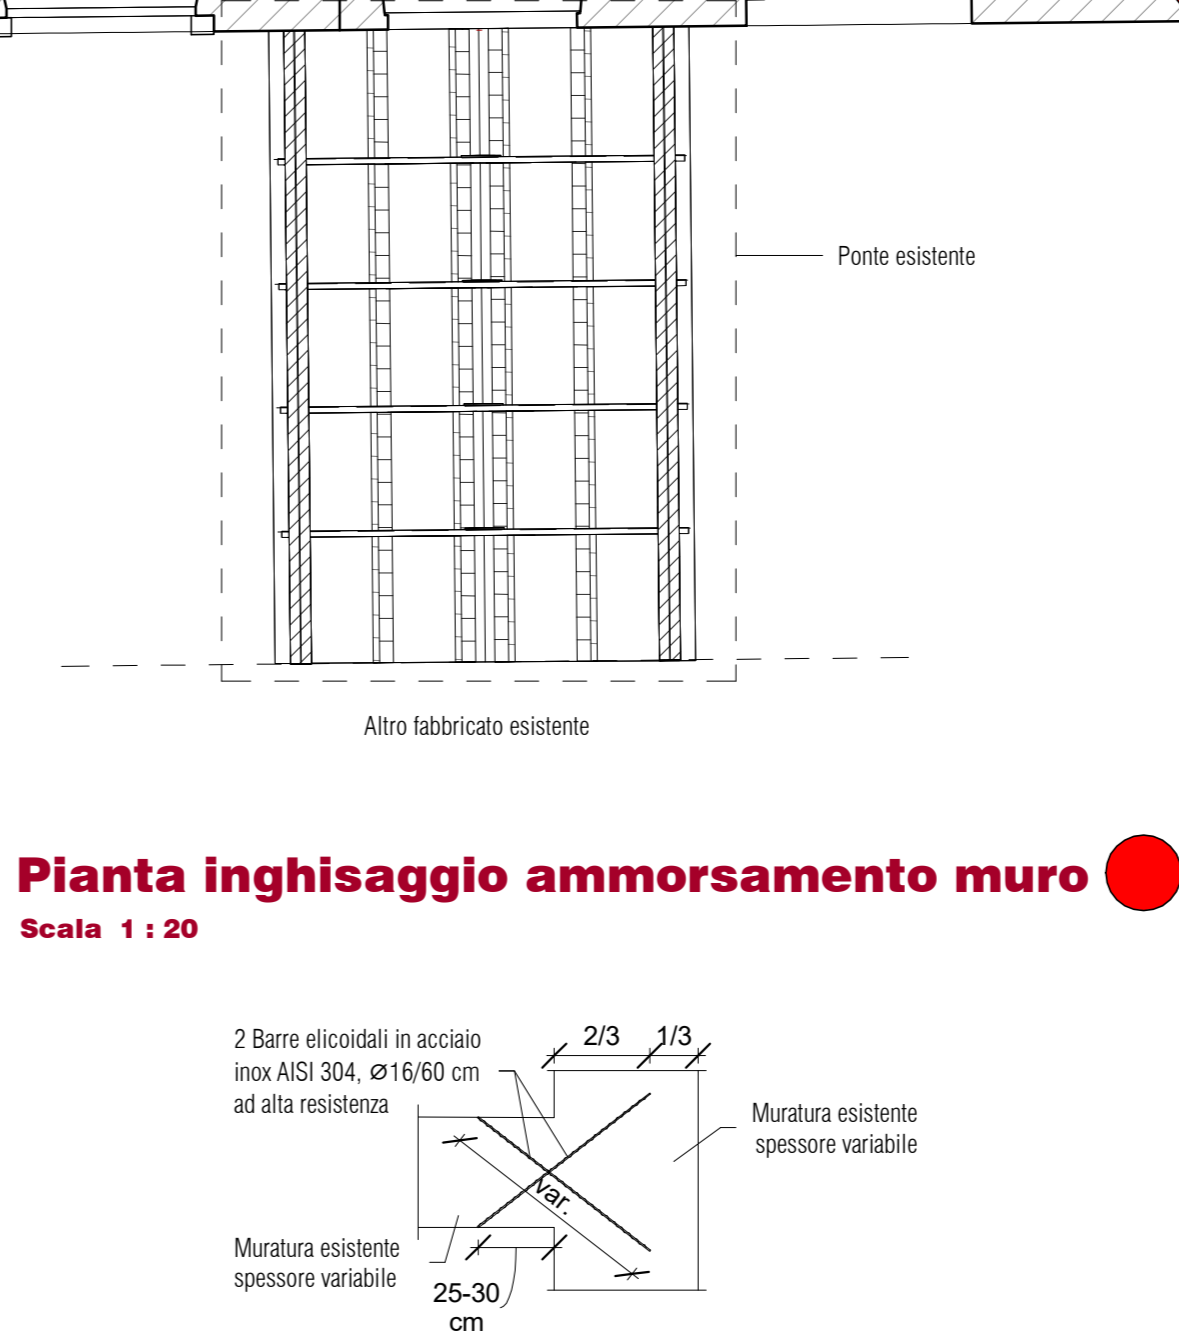 Ponte esistente
Altro fabbricato esistente
Pianta inghisaggio ammorsamento muro
Scala 1 : 20
2 Barre elicoidali in acciaio
inox AISI 304, Ø16/60 cm
ad alta resistenza
2/3
1/3
Muratura esistente
spessore variabile
var.
Muratura esistente
spessore variabile
25-30
cm